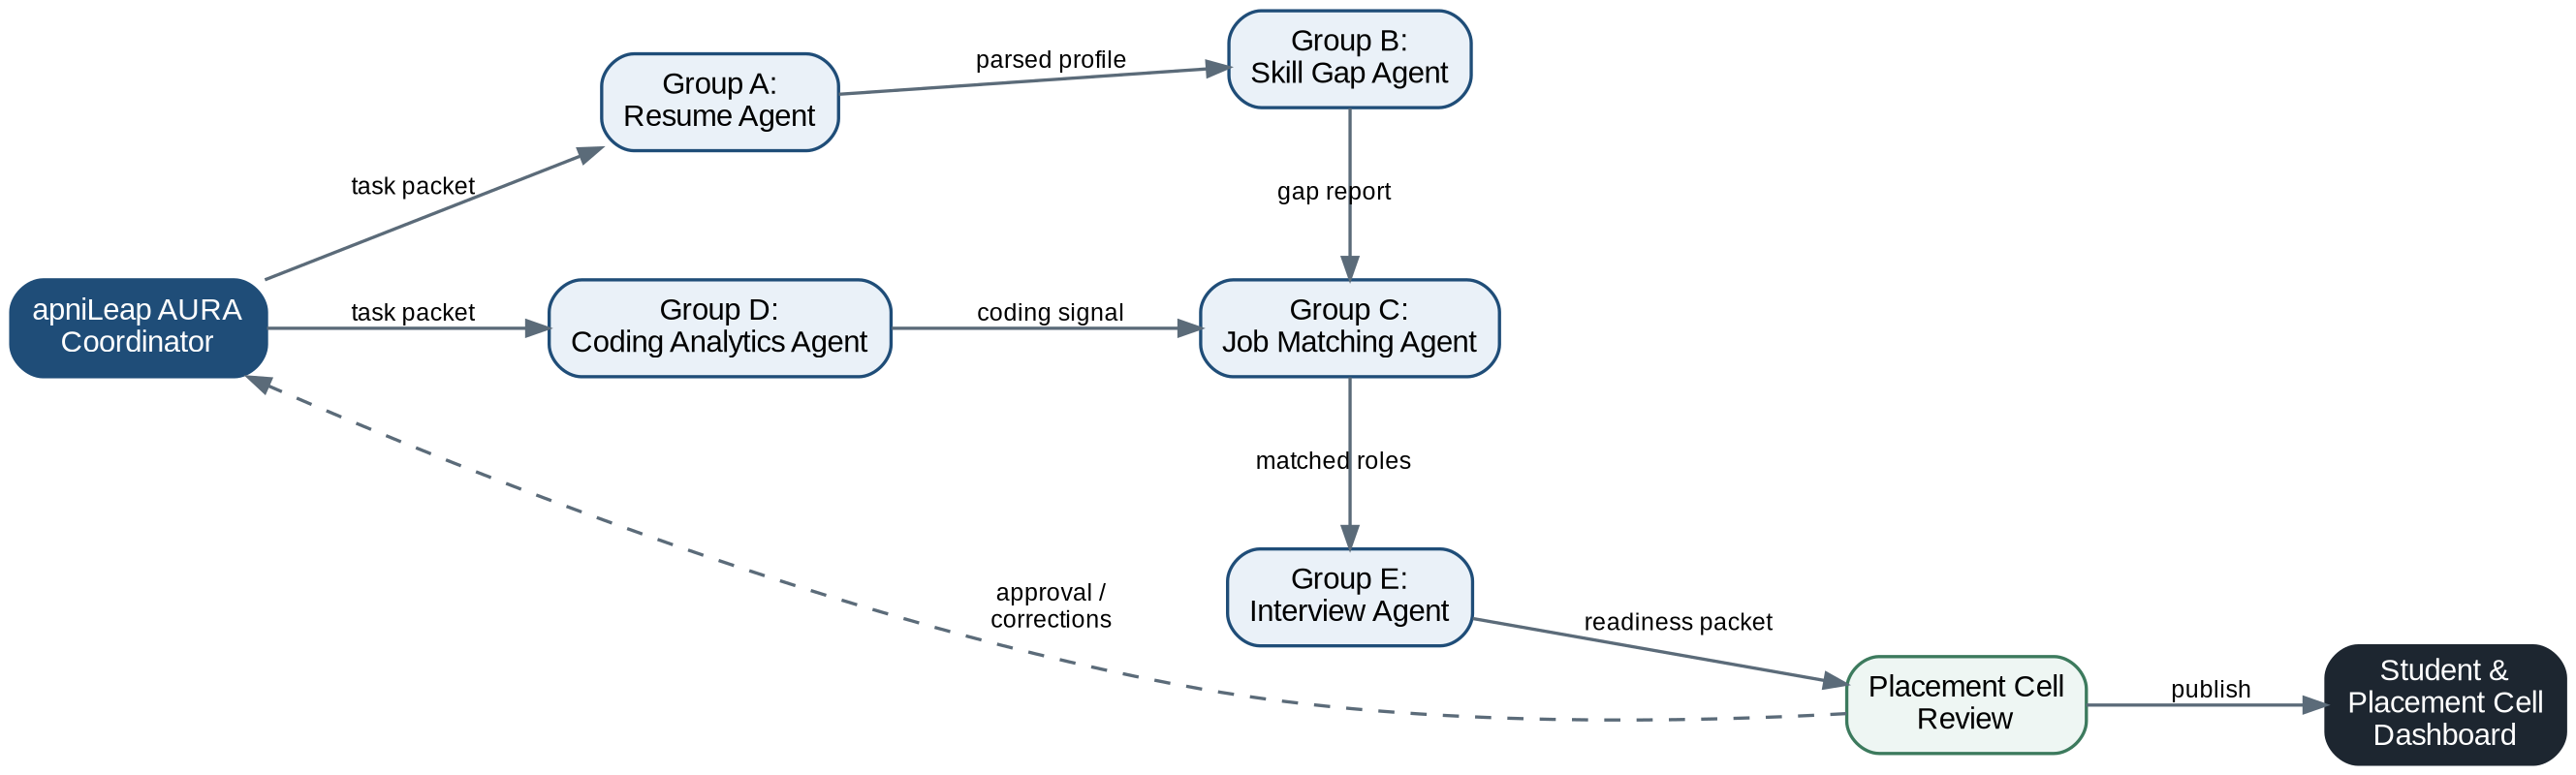 Group A:
Resume Agent
parsed profile
Group B:
Skill Gap Agent
task packet
gap report
apniLeap AURA
Coordinator
task packet
Group D:
Coding Analytics Agent
coding signal
Group C:
Job Matching Agent
matched roles
approval /
corrections
Group E:
Interview Agent
readiness packet
Placement Cell
Review
publish
Student &
Placement Cell
Dashboard